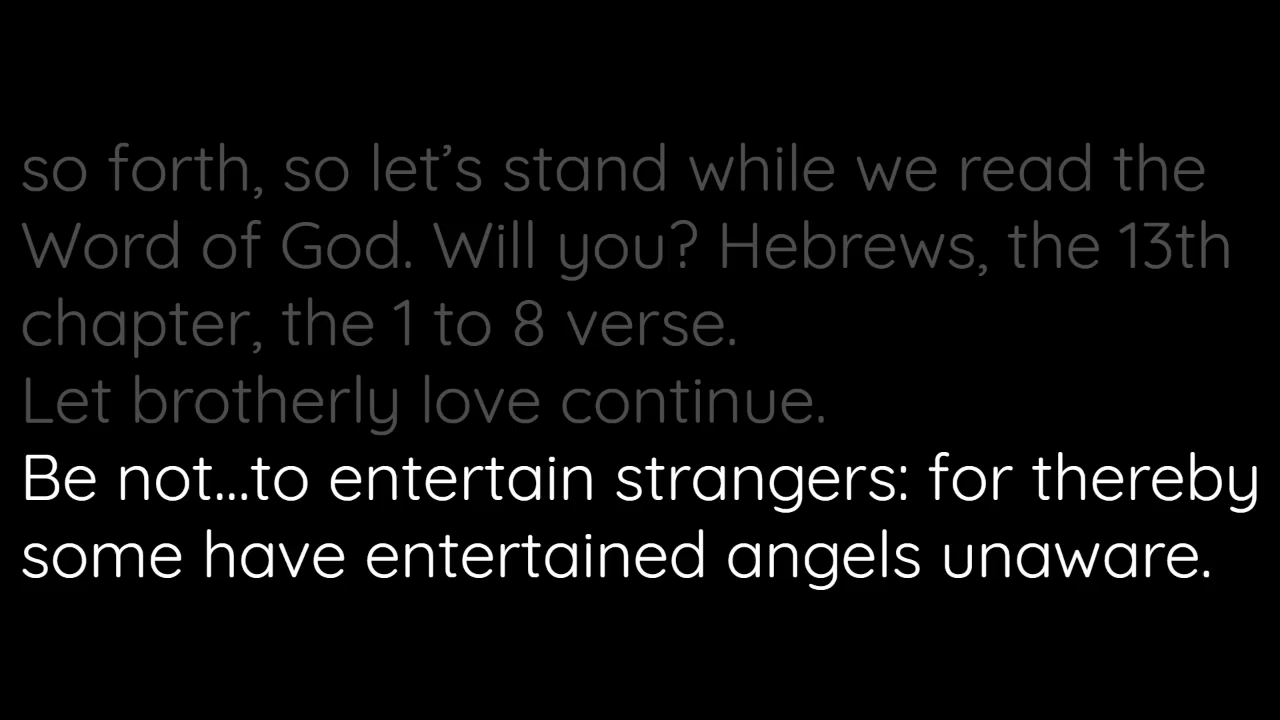 so forth, so let’s stand while we read the
Word of God. Will you? Hebrews, the 13th
chapter, the 1 to 8 verse.
Let brotherly love continue.
Be not...to entertain strangers: for thereby
some have entertained angels unaware.